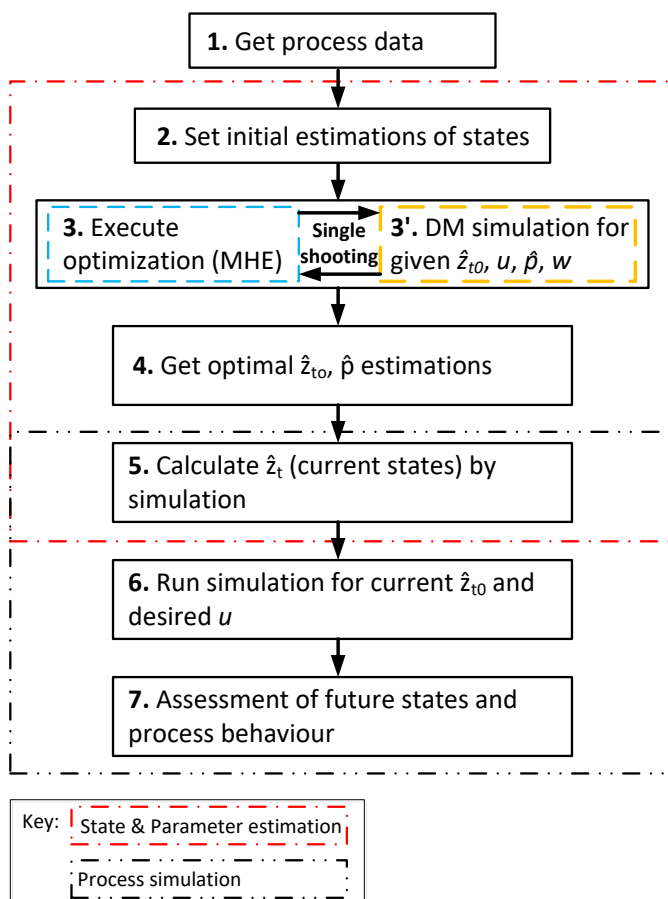 1. Get process data
2. Set initial estimations of states
3. Execute
optimization (MHE)
Single
shooting
3'. DM simulation for
given ẑt0, u, p̂, w
4. Get optimal ẑto, p̂ estimations
5. Calculate ẑt (current states) by
simulation
6. Run simulation for current ẑt0 and
desired u
7. Assessment of future states and
process behaviour
Key:
State & Parameter estimation
Process simulation